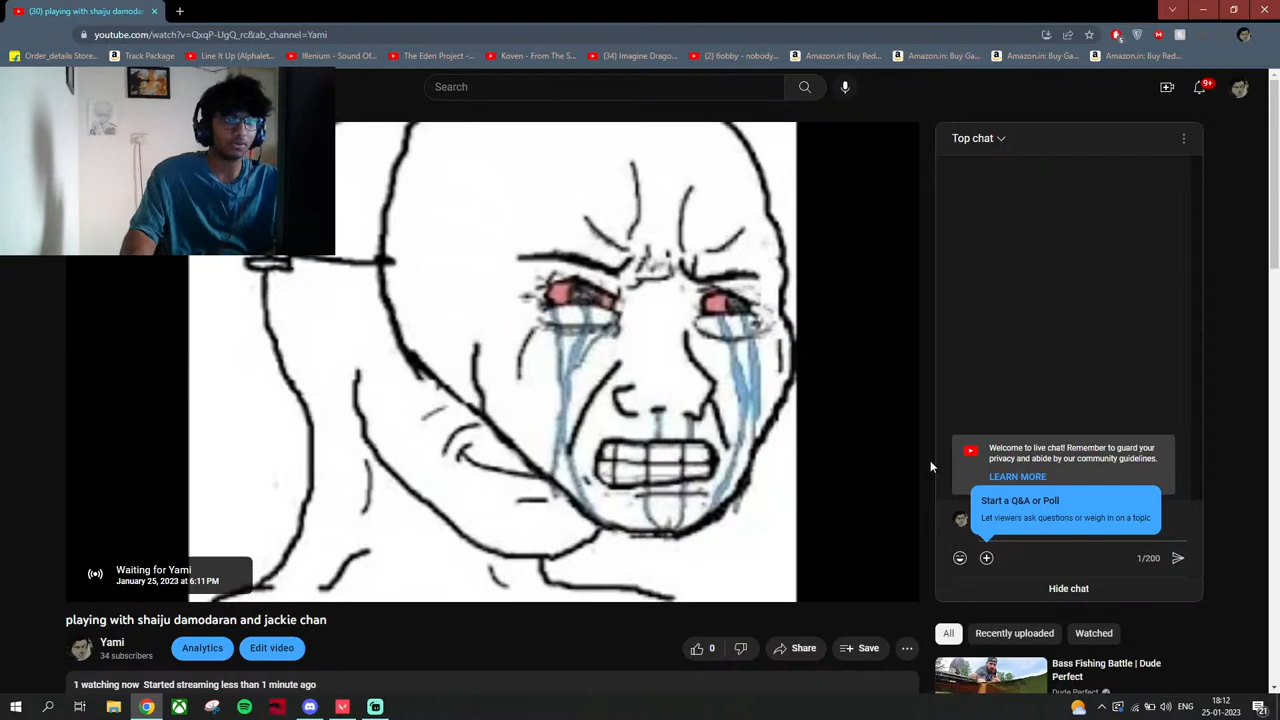 (30) playing with shaiju damodar
youtube.com/watch?v=QxqP-UgQ_rc&ab_channel=Yami
Order_details Store...
Track Package
Line It Up (Alphabet...
Illenium - Sound Of...
The Eden Project -...
Koven - From The S...
(34) Imagine Drago...
(2) 6obby - nobody...
Amazon.in: Buy Red...
Amazon.in: Buy Ga...
Amazon.in: Buy Ga...
Amazon.in: Buy Red...
Search
9+
Top chat
Welcome to live chat! Remember to guard your
privacy and abide by our community guidelines.
LEARN MORE
Start a Q&A or Poll
Let viewers ask questions or weigh in on a topic
1/200
Hide chat
Waiting for Yami
January 25, 2023 at 6:11 PM
playing with shaiju damodaran and jackie chan
Yami
34 subscribers
Analytics
Edit video
0
Share
Save
All
Recently uploaded
Watched
1 watching now Started streaming less than 1 minute ago
Bass Fishing Battle | Dude
Perfect
Dude Perfect
ENG
18:12
25-01-2023